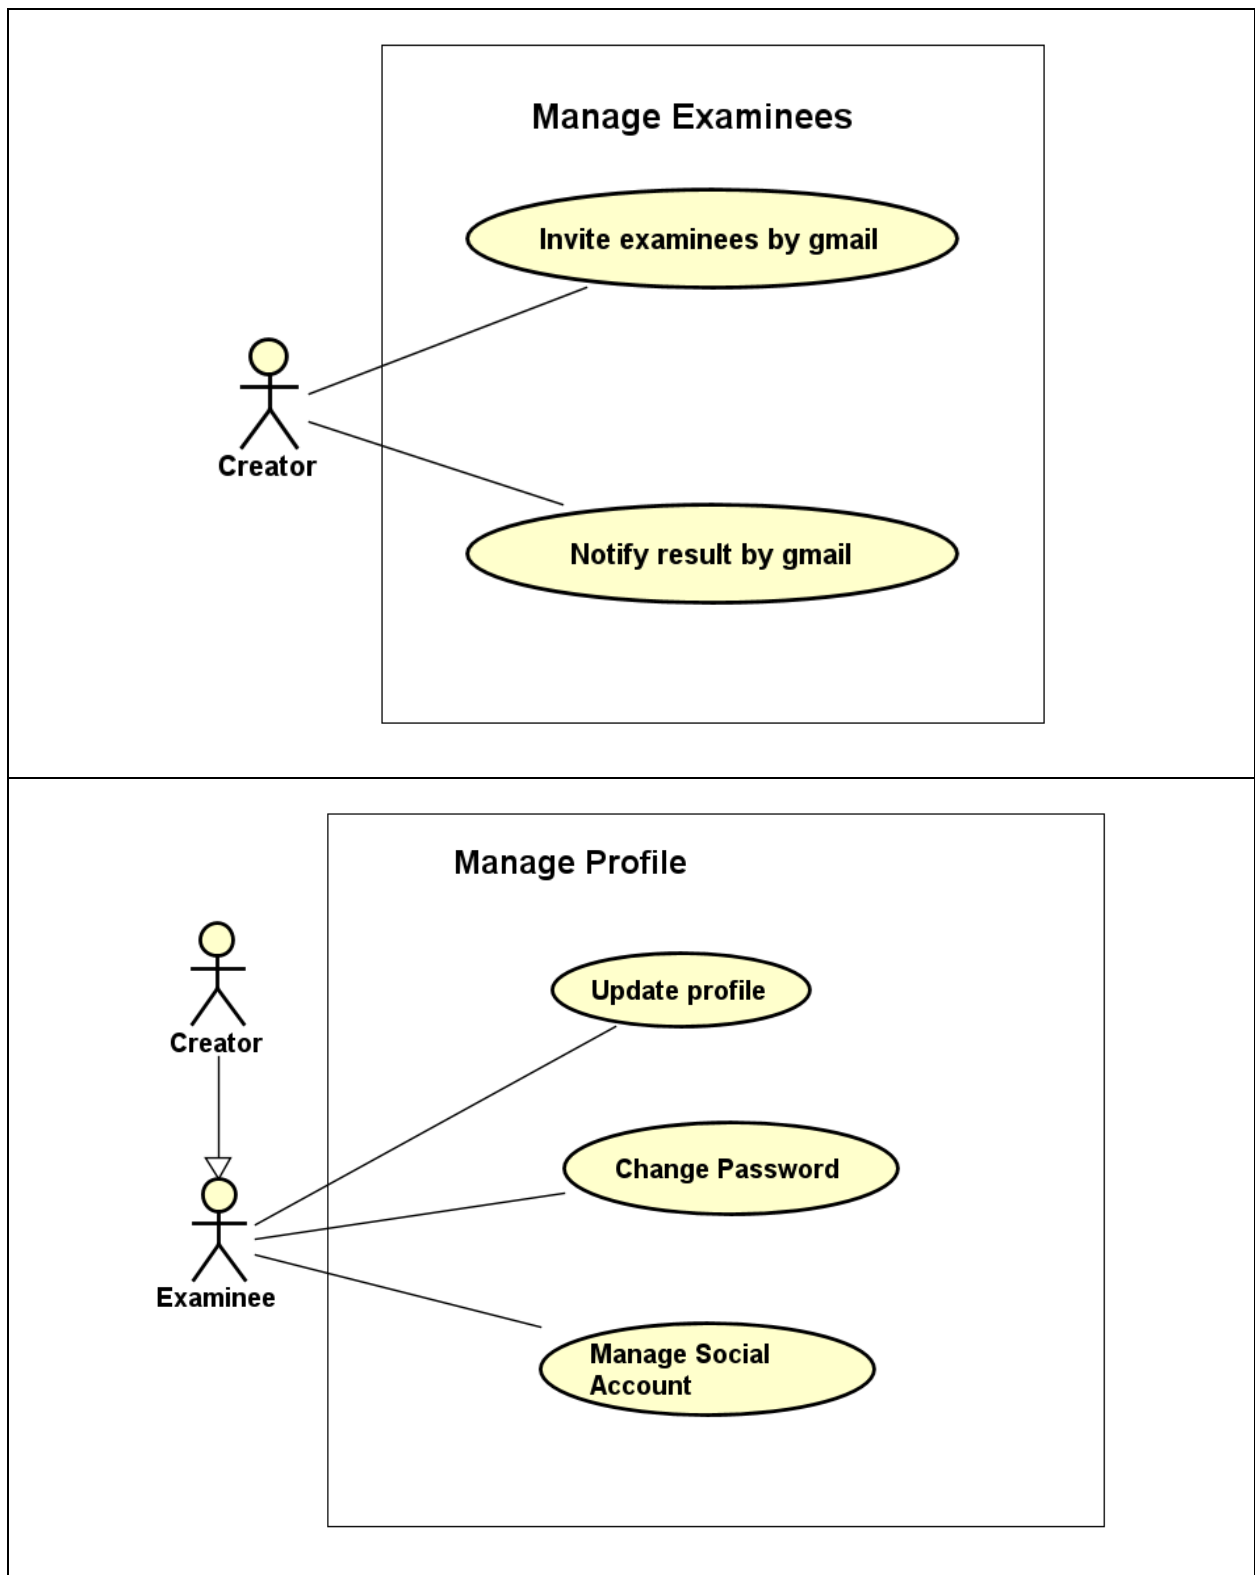 Manage Examinees
Invite examinees by gmail
Creator
Notify result by gmail
Manage Profile
Update profile
Creator
Change Password
Examinee
Manage Social
Account